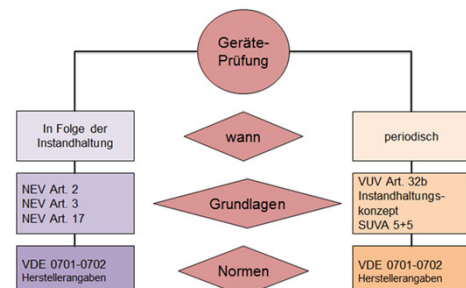 Geräte-
Prüfung
In Folge der
Instandhaltung
wann
periodisch
NEV Art. 2
NEV Art. 3
NEV Art. 17
Grundlagen
VUV Art. 32b
Instandhaltungs-
konzept
SUVA 5+5
VDE 0701-0702
Herstellerangaben
Normen
VDE 0701-0702
Herstellerangaben